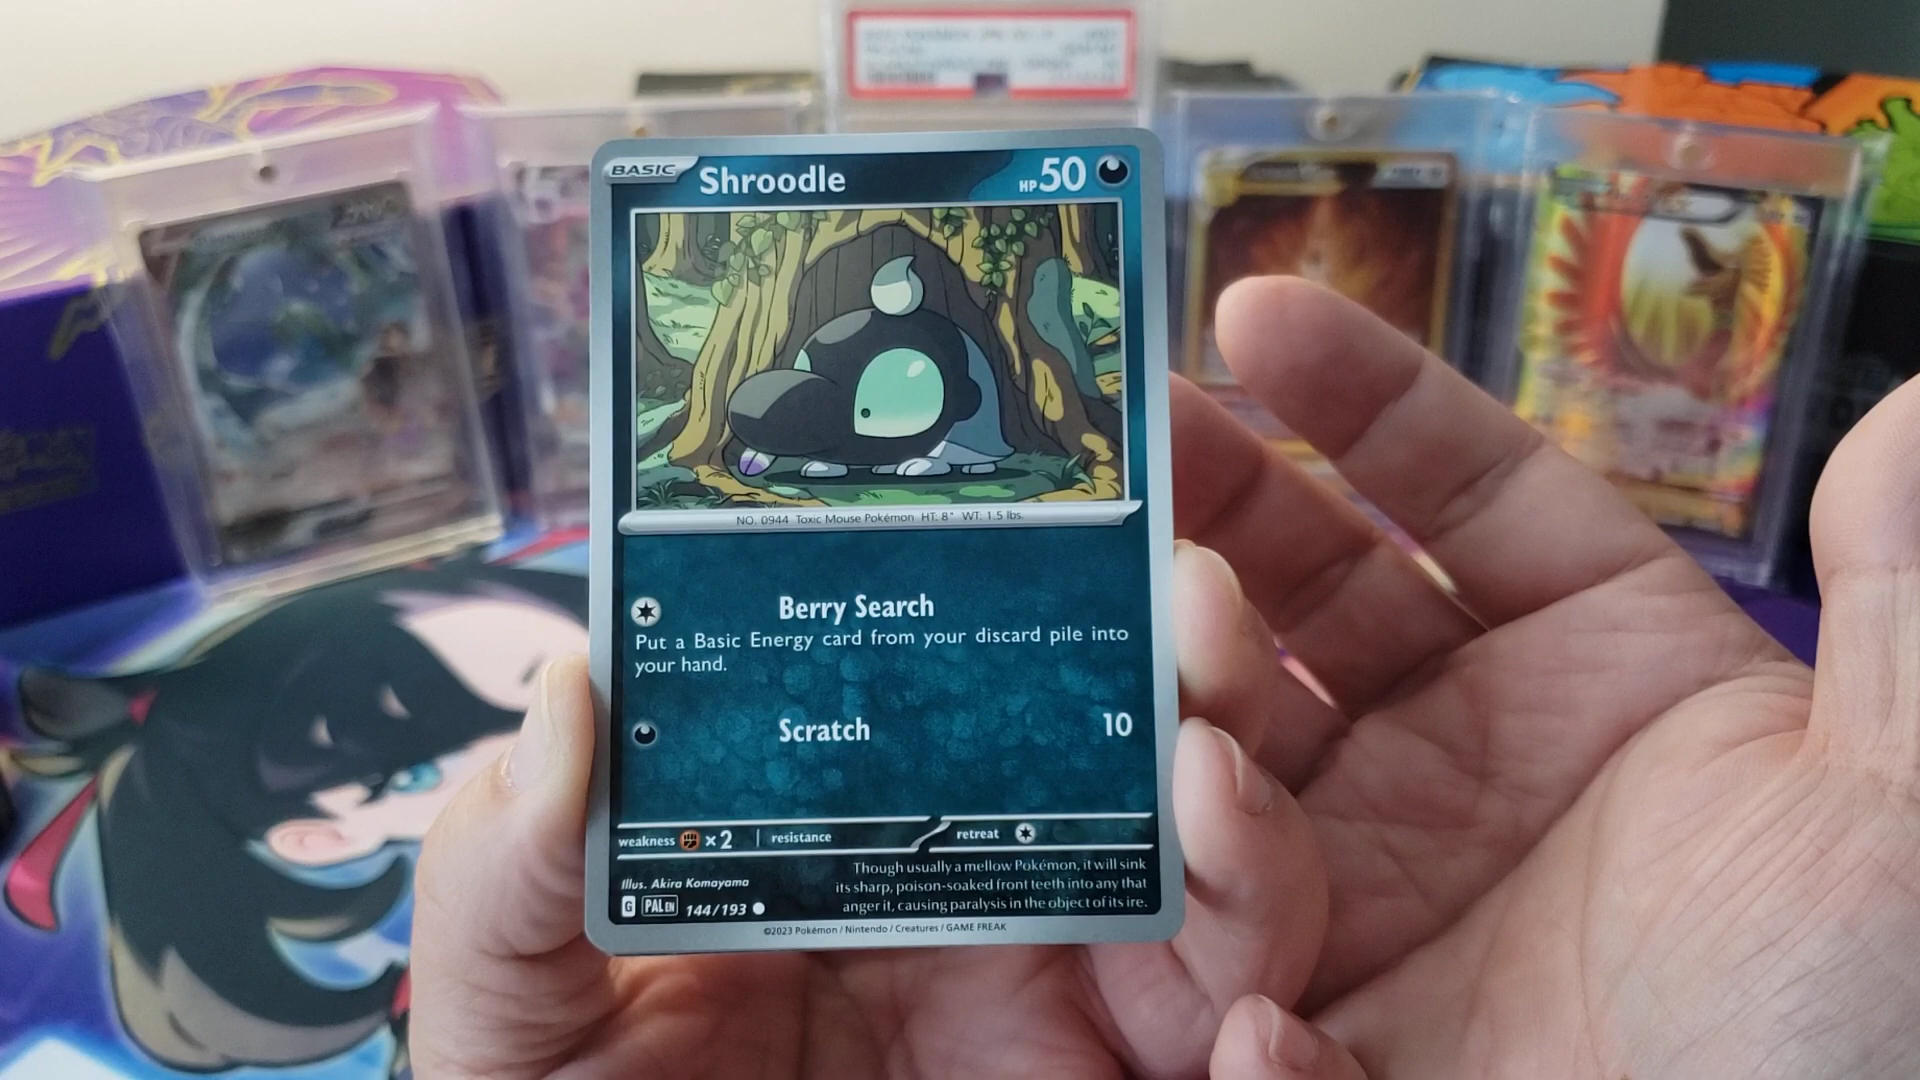 BASIC
Shroodle
HP 50
NO. 0944 Toxic Mouse Pokémon HT: 8" WT: 1.5 lbs.
Berry Search
Put a Basic Energy card from your discard pile into
your hand.
Scratch 10
weakness ×2 resistance retreat
Though usually a mellow Pokémon, it will sink
its sharp, poison-soaked front teeth into any that
anger it, causing paralysis in the object of its ire.
Illus. Akira Komayama
G PAL EN 144/193
©2023 Pokémon / Nintendo / Creatures / GAME FREAK